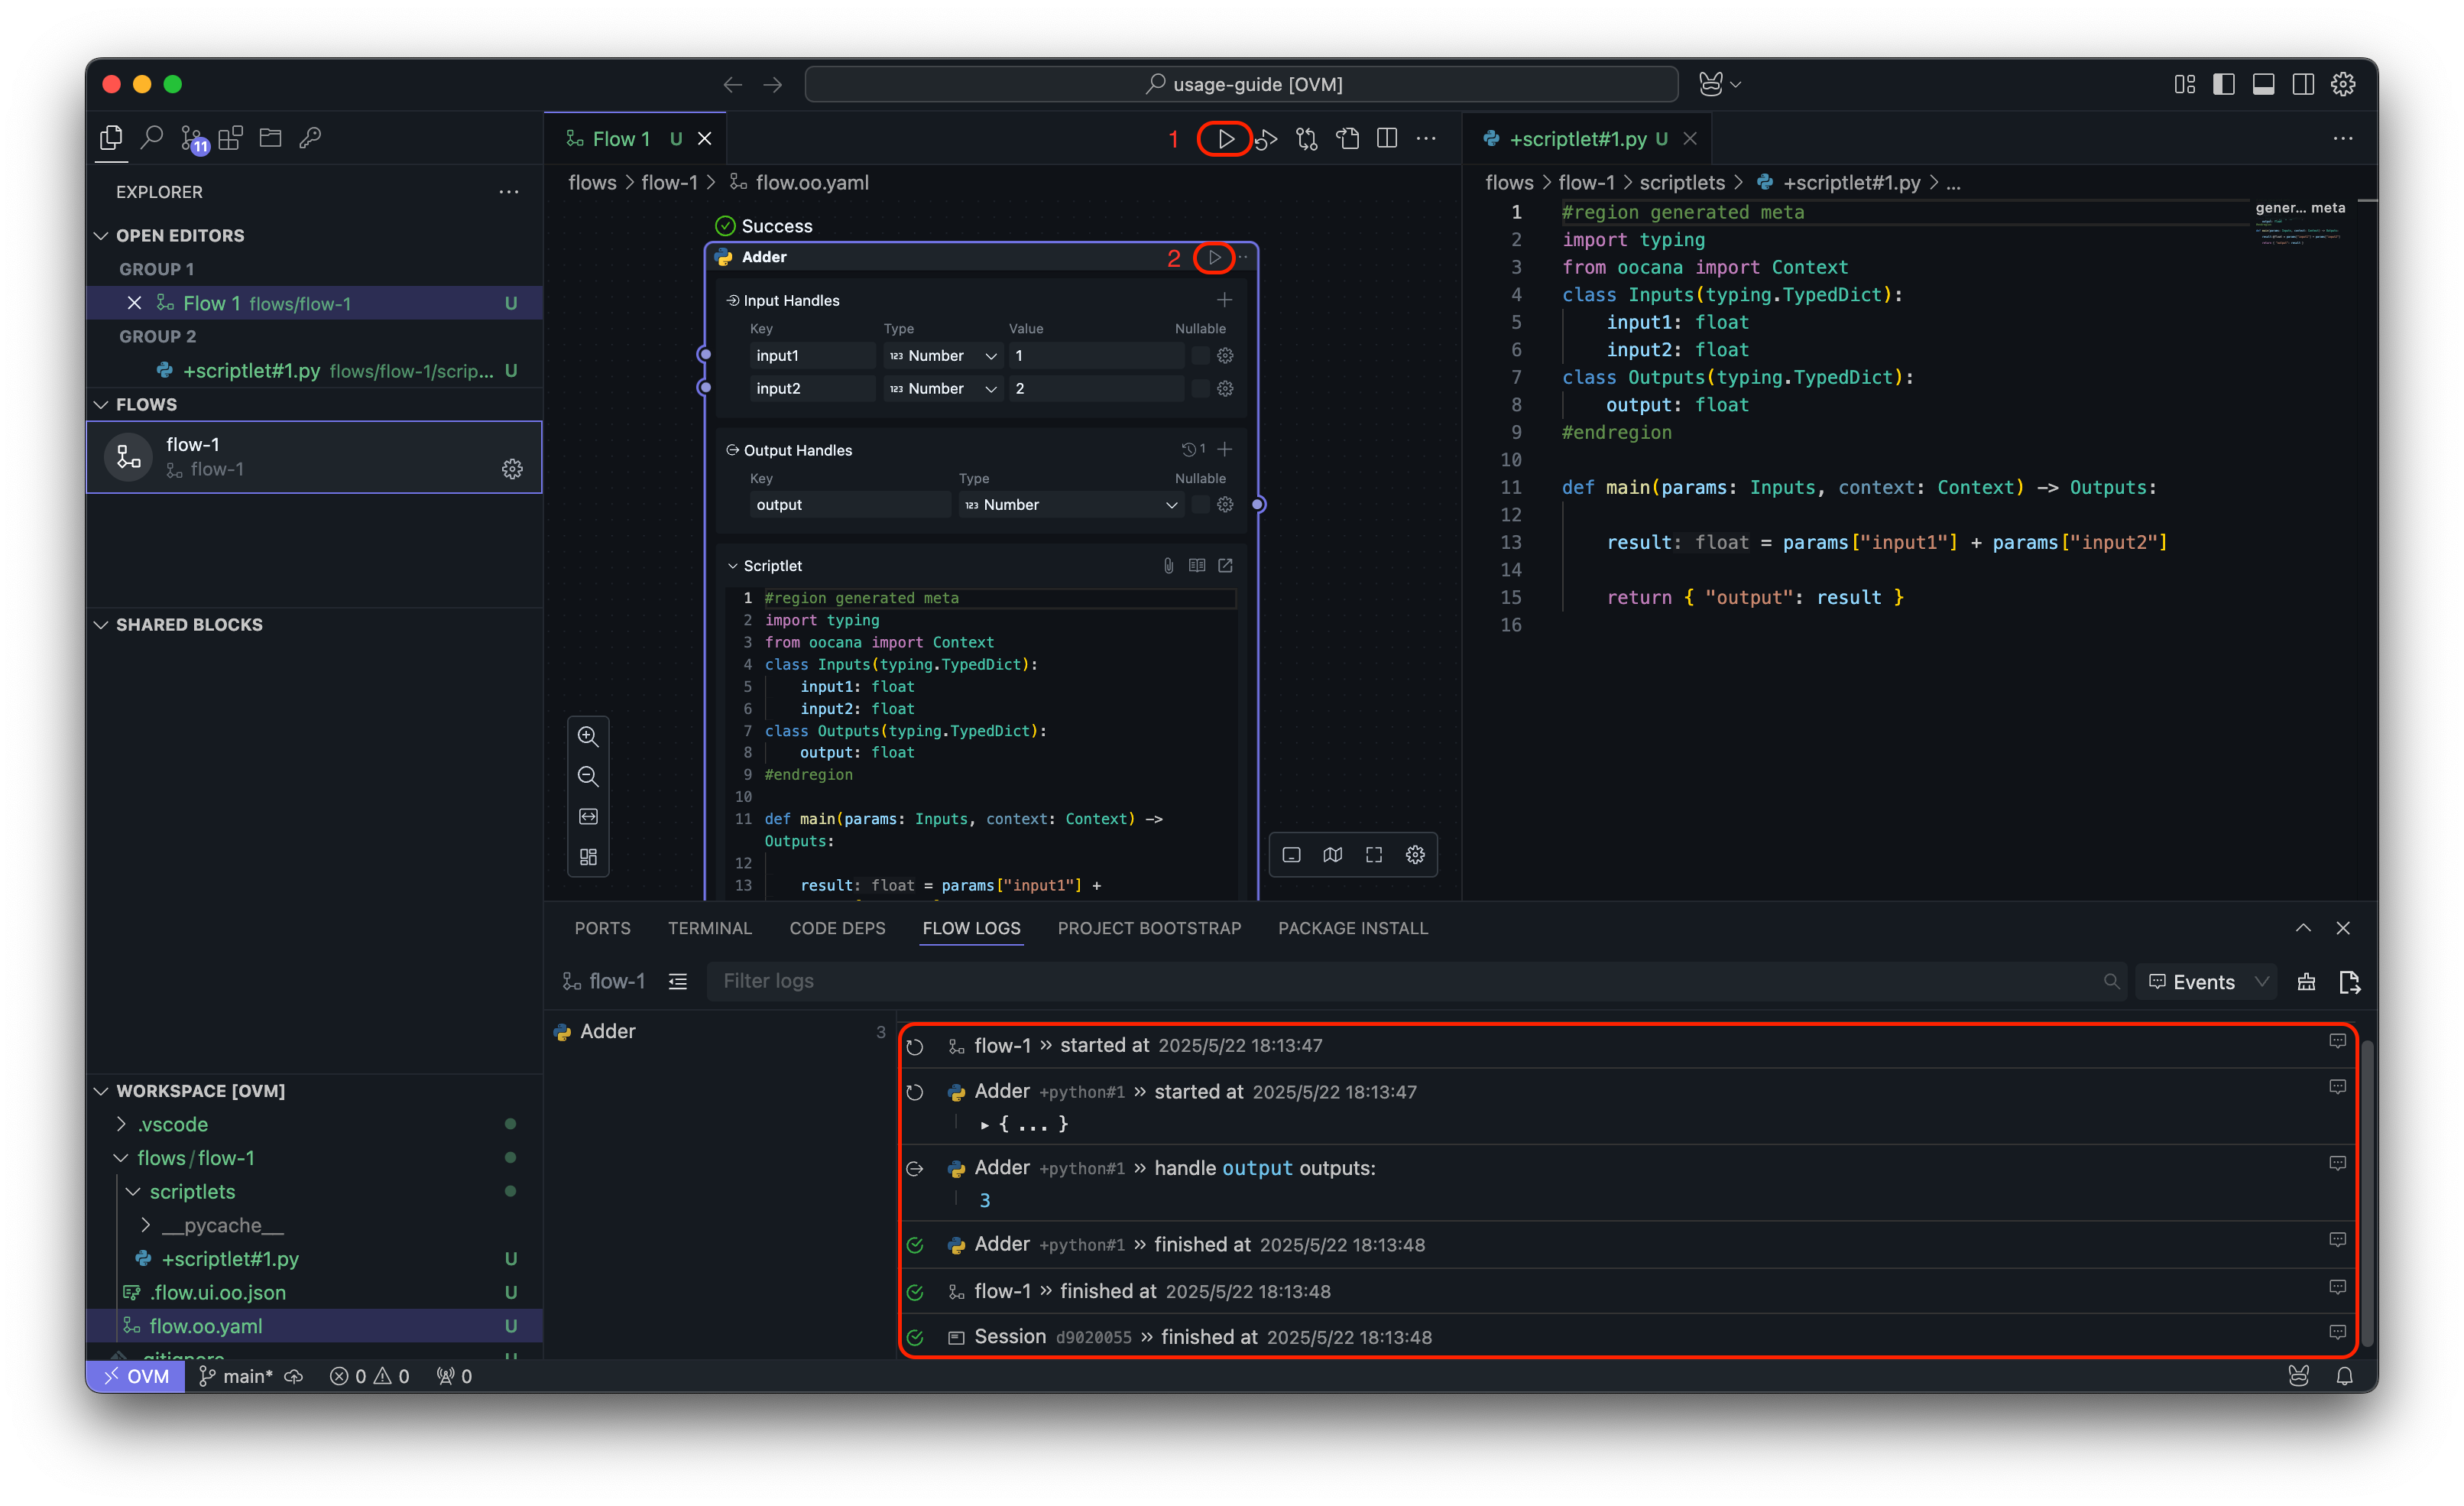 usage-guide [OVM]
11
EXPLORER
OPEN EDITORS
GROUP 1
Flow 1 flows/flow-1 U
GROUP 2
+scriptlet#1.py flows/flow-1/scrip... U
FLOWS
flow-1
flow-1
SHARED BLOCKS
WORKSPACE [OVM]
.vscode
flows/flow-1
scriptlets
__pycache__
+scriptlet#1.py U
.flow.ui.oo.json U
flow.oo.yaml U
.gitignore U
Flow 1 U
1
flows > flow-1 > flow.oo.yaml
Success
Adder
2
Input Handles
Key Type Value Nullable
input1 123 Number 1
input2 123 Number 2
Output Handles 1
Key Type Nullable
output 123 Number
Scriptlet
1 #region generated meta
2 import typing
3 from oocana import Context
4 class Inputs(typing.TypedDict):
5 input1: float
6 input2: float
7 class Outputs(typing.TypedDict):
8 output: float
9 #endregion
10
11 def main(params: Inputs, context: Context) ->
Outputs:
12
13 result: float = params["input1"] +
+scriptlet#1.py U
flows > flow-1 > scriptlets > +scriptlet#1.py > ...
gener... meta
1 #region generated meta
2 import typing
3 from oocana import Context
4 class Inputs(typing.TypedDict):
5 input1: float
6 input2: float
7 class Outputs(typing.TypedDict):
8 output: float
9 #endregion
10
11 def main(params: Inputs, context: Context) -> Outputs:
12
13 result: float = params["input1"] + params["input2"]
14
15 return { "output": result }
16
PORTS TERMINAL CODE DEPS FLOW LOGS PROJECT BOOTSTRAP PACKAGE INSTALL
flow-1 Filter logs Events
Adder 3
flow-1 » started at 2025/5/22 18:13:47
Adder +python#1 » started at 2025/5/22 18:13:47
▸ { ... }
Adder +python#1 » handle output outputs:
3
Adder +python#1 » finished at 2025/5/22 18:13:48
flow-1 » finished at 2025/5/22 18:13:48
Session d9020055 » finished at 2025/5/22 18:13:48
OVM main* 0 0 0